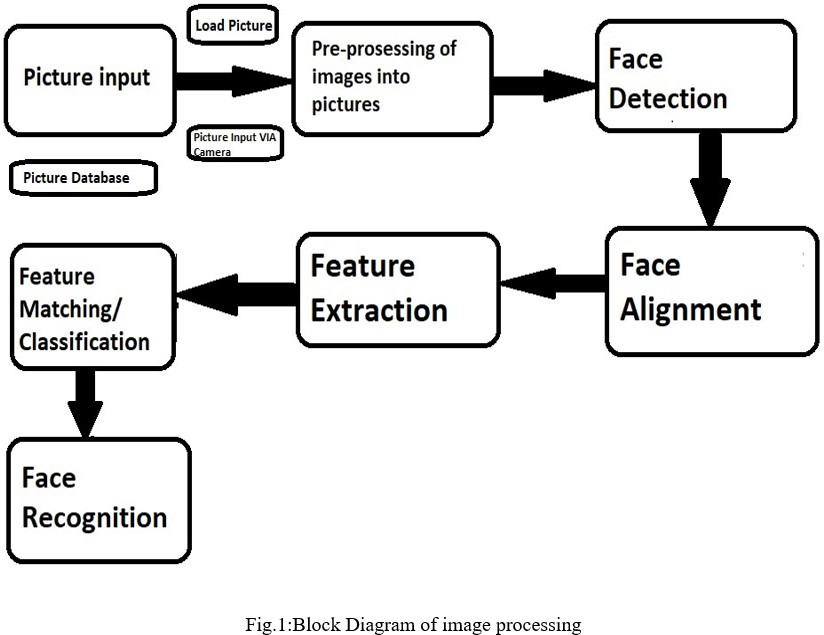 Load Picture
Picture input
Pre-prosessing of
images into
pictures
Face
Detection
Picture Input VIA
Camera
Picture Database
Face
Alignment
Feature
Extraction
Feature
Matching/
Classification
Face
Recognition
Fig.1:Block Diagram of image processing